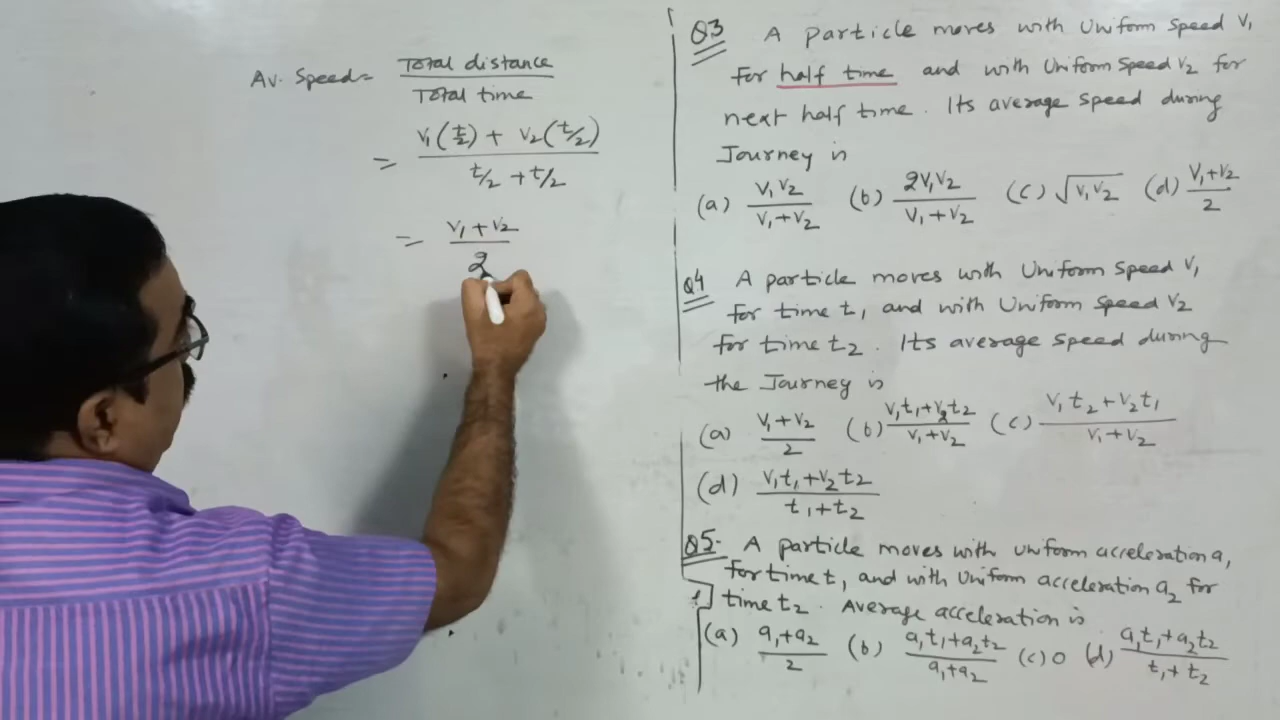 Av. Speed = Total distance / Total time
= v₁(t/2) + v₂(t/2) / t/2 + t/2
= v₁ + v₂ / 2
Q3 A particle moves with Uniform Speed v₁
for half time and with Uniform Speed v₂ for
next half time. Its average speed during
Journey is
(a) v₁v₂ / v₁+v₂ (b) 2v₁v₂ / v₁+v₂ (c) √v₁v₂ (d) v₁+v₂ / 2
Q4 A particle moves with Uniform Speed v₁
for time t₁ and with Uniform Speed v₂
for time t₂. Its average speed during
the Journey is
(a) v₁+v₂ / 2 (b) v₁t₁+v₂t₂ / v₁+v₂ (c) v₁t₂+v₂t₁ / v₁+v₂
(d) v₁t₁+v₂t₂ / t₁+t₂
Q5- A particle moves with uniform acceleration a₁
for time t₁ and with Uniform acceleration a₂ for
time t₂. Average acceleration is
(a) a₁+a₂ / 2 (b) a₁t₁+a₂t₂ / a₁+a₂ (c) 0 (d) a₁t₁+a₂t₂ / t₁+t₂